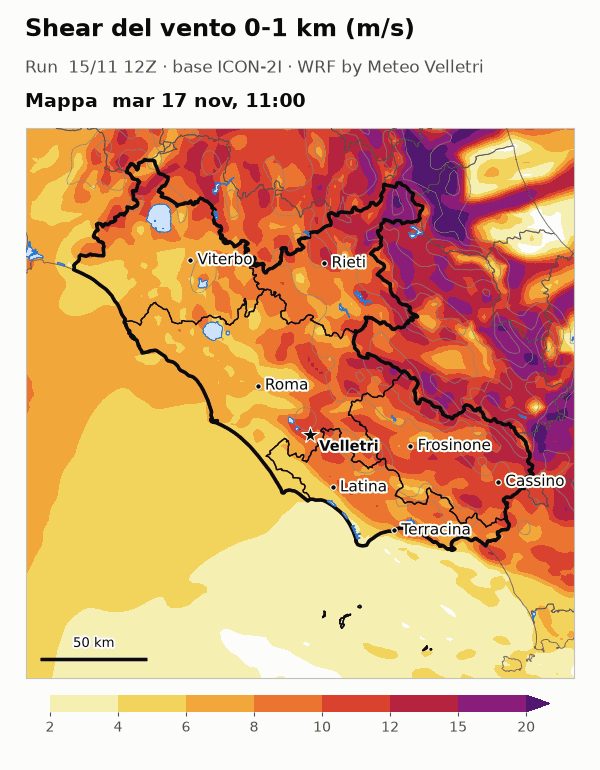 Shear del vento 0-1 km (m/s)
Run  15/11 12Z · base ICON-2I · WRF by Meteo Velletri
Mappa  mar 17 nov, 11:00
Viterbo
Rieti
Roma
Velletri
Frosinone
Latina
Cassino
Terracina
50 km
2 4 6 8 10 12 15 20